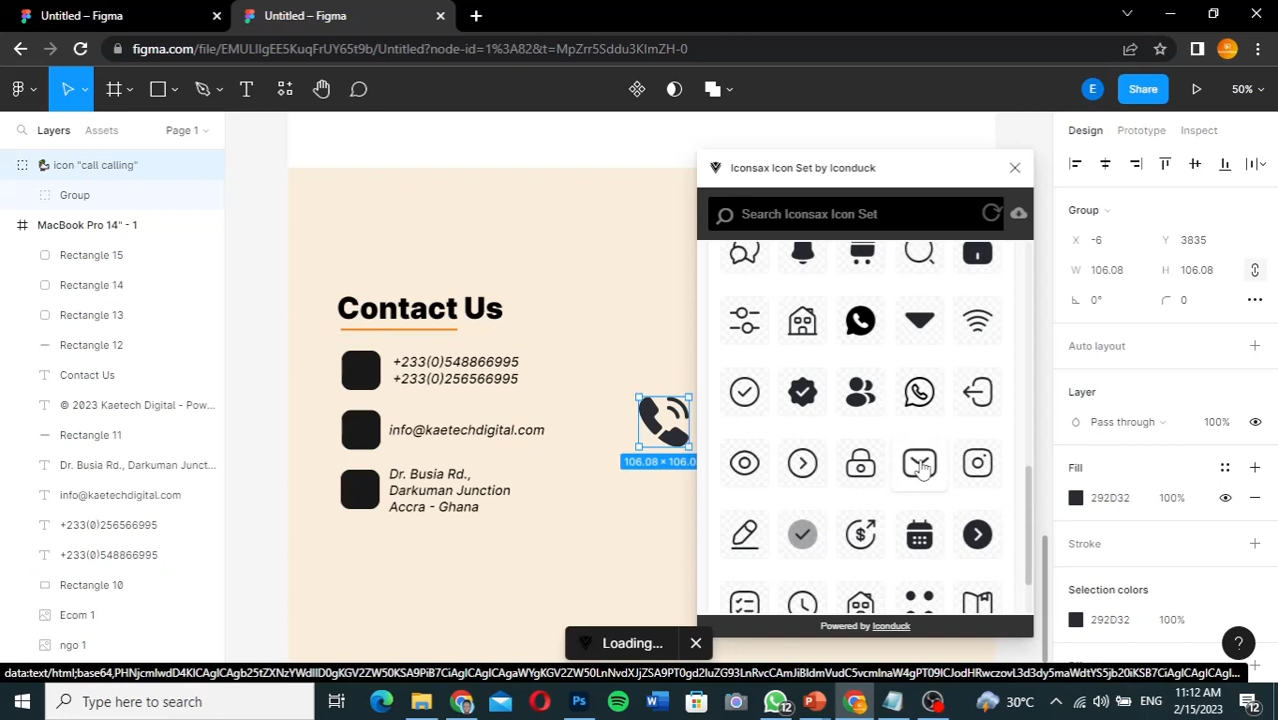 Untitled – Figma
Untitled – Figma
figma.com/file/EMULIlgEE5KuqFrUY65t9b/Untitled?node-id=1%3A82&t=MpZrr5Sddu3KlmZH-0
E
Share
50%
Layers
Assets
Page 1
Design
Prototype
Inspect
icon "call calling"
Group
MacBook Pro 14" - 1
Rectangle 15
Rectangle 14
Rectangle 13
Rectangle 12
Contact Us
© 2023 Kaetech Digital - Pow...
Rectangle 11
Dr. Busia Rd., Darkuman Junct...
info@kaetechdigital.com
+233(0)256566995
+233(0)548866995
Rectangle 10
Ecom 1
ngo 1
Contact Us
+233(0)548866995
+233(0)256566995
info@kaetechdigital.com
Dr. Busia Rd.,
Darkuman Junction
Accra - Ghana
106.08 × 106.0
Iconsax Icon Set by Iconduck
Search Iconsax Icon Set
Powered by Iconduck
Loading...
Group
X -6 Y 3835
W 106.08 H 106.08
0° 0
Auto layout
Layer
Pass through 100%
Fill
292D32 100%
Stroke
Selection colors
292D32 100%
?
Type here to search
12
30°C
ENG
11:12 AM
2/15/2023
12